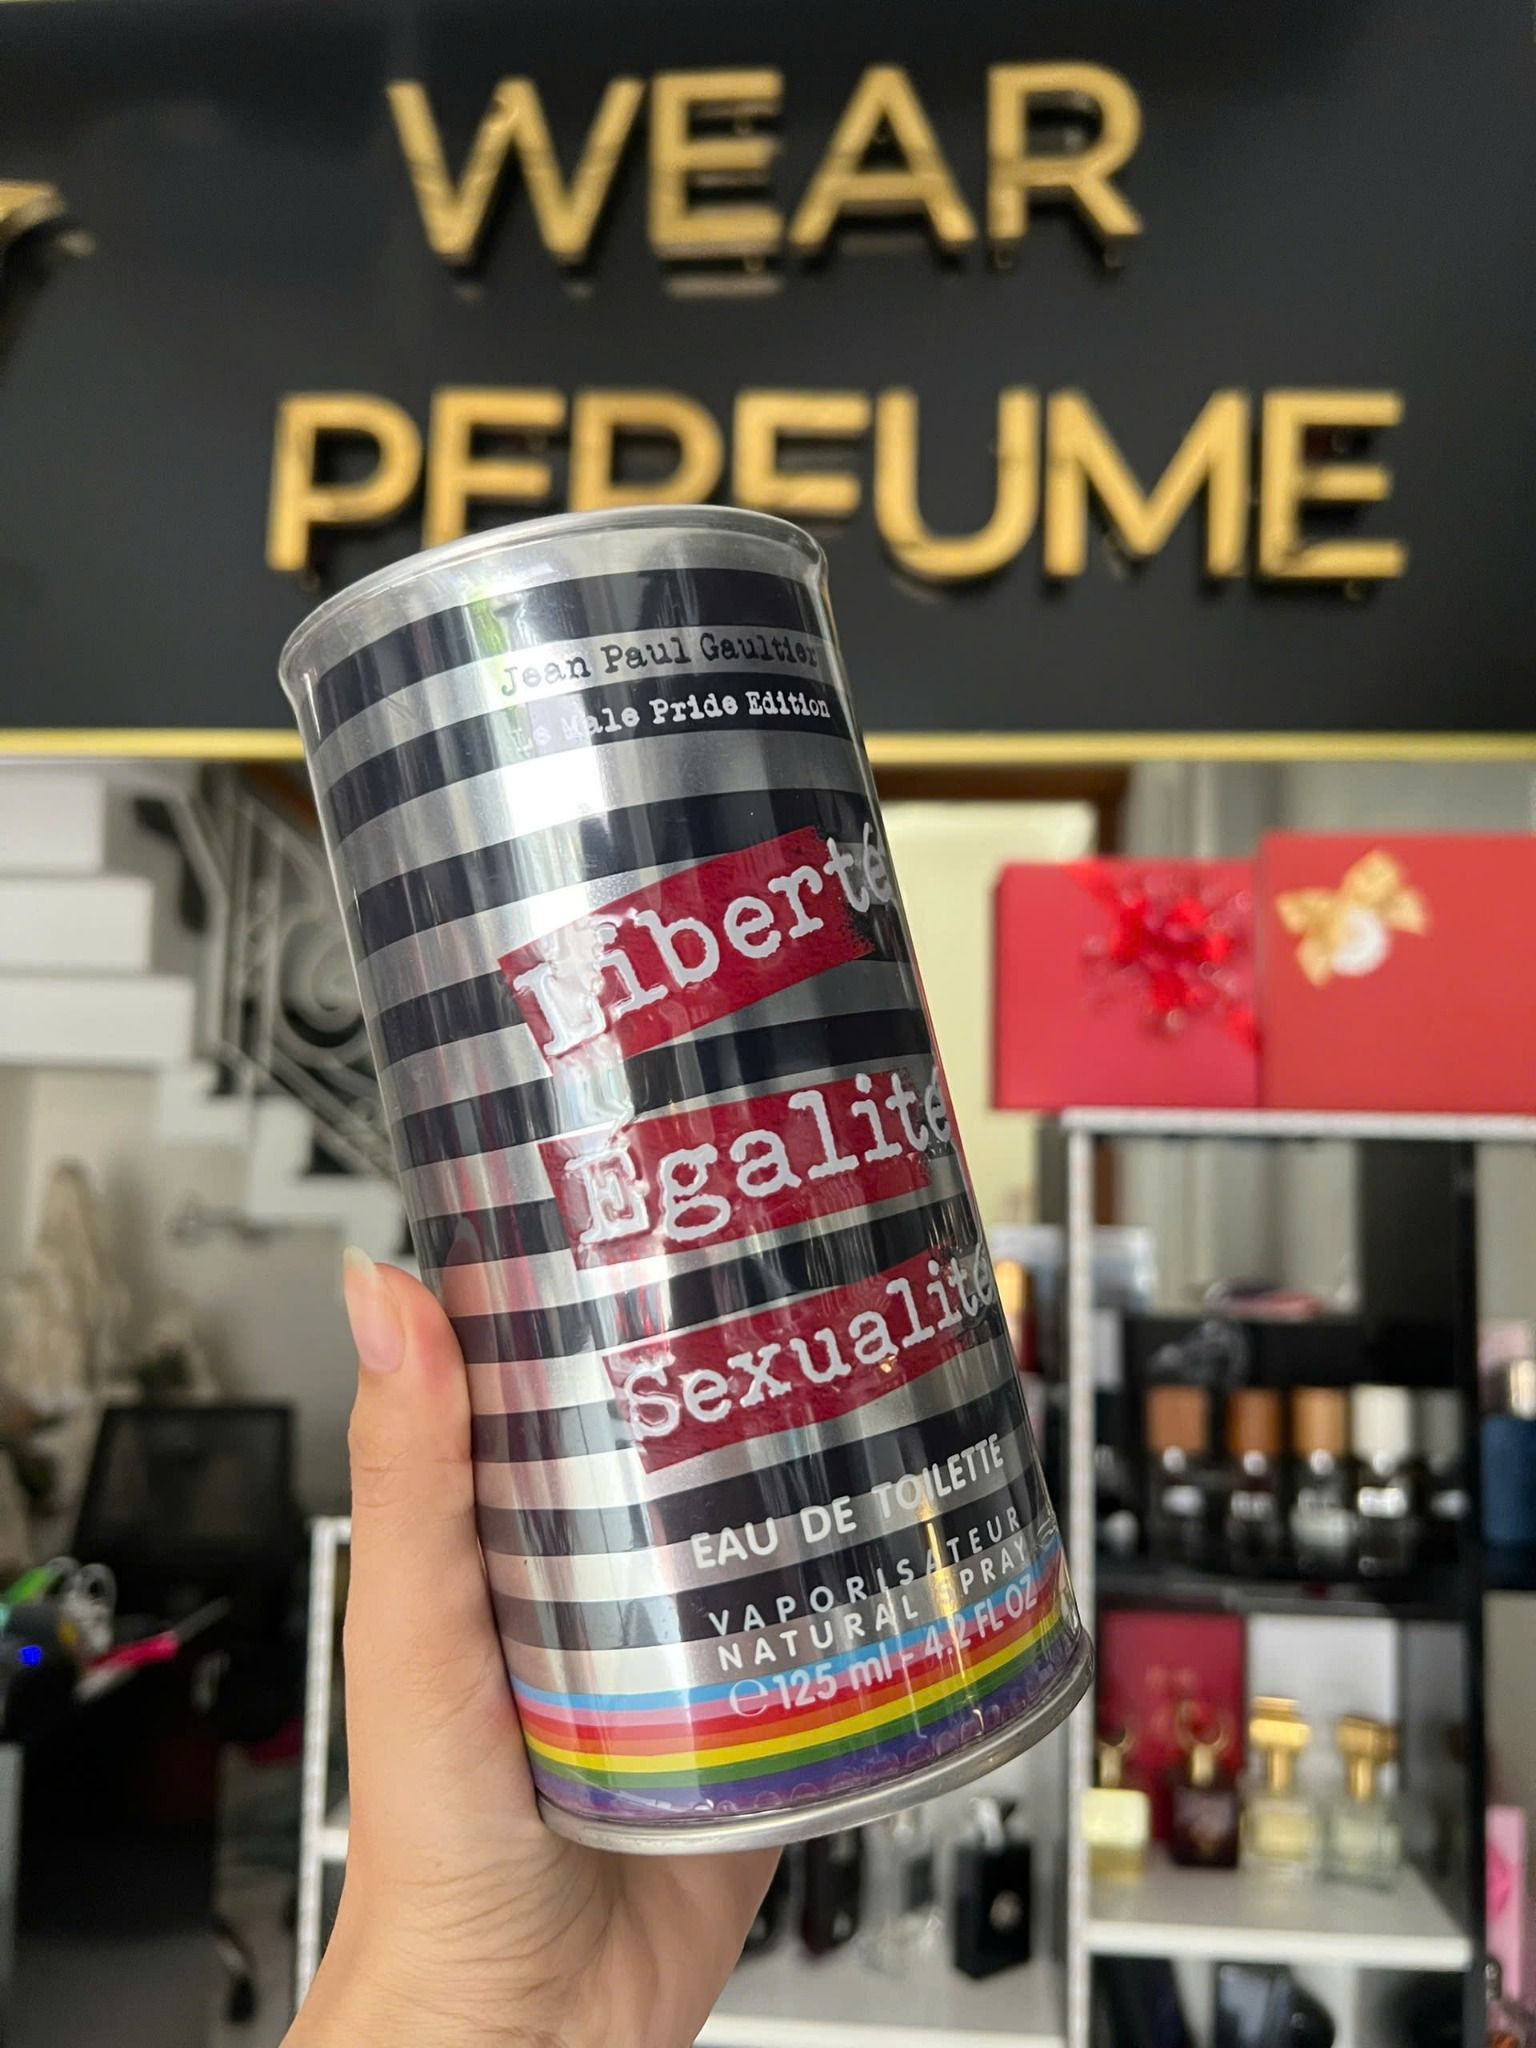 WEAR
PERFUME
Jean Paul Gaultier
Le Male Pride Edition
Liberté
Egalité
Sexualité
EAU DE TOILETTE
VAPORISATEUR
NATURAL SPRAY
℮ 125 ml - 4.2 FL OZ